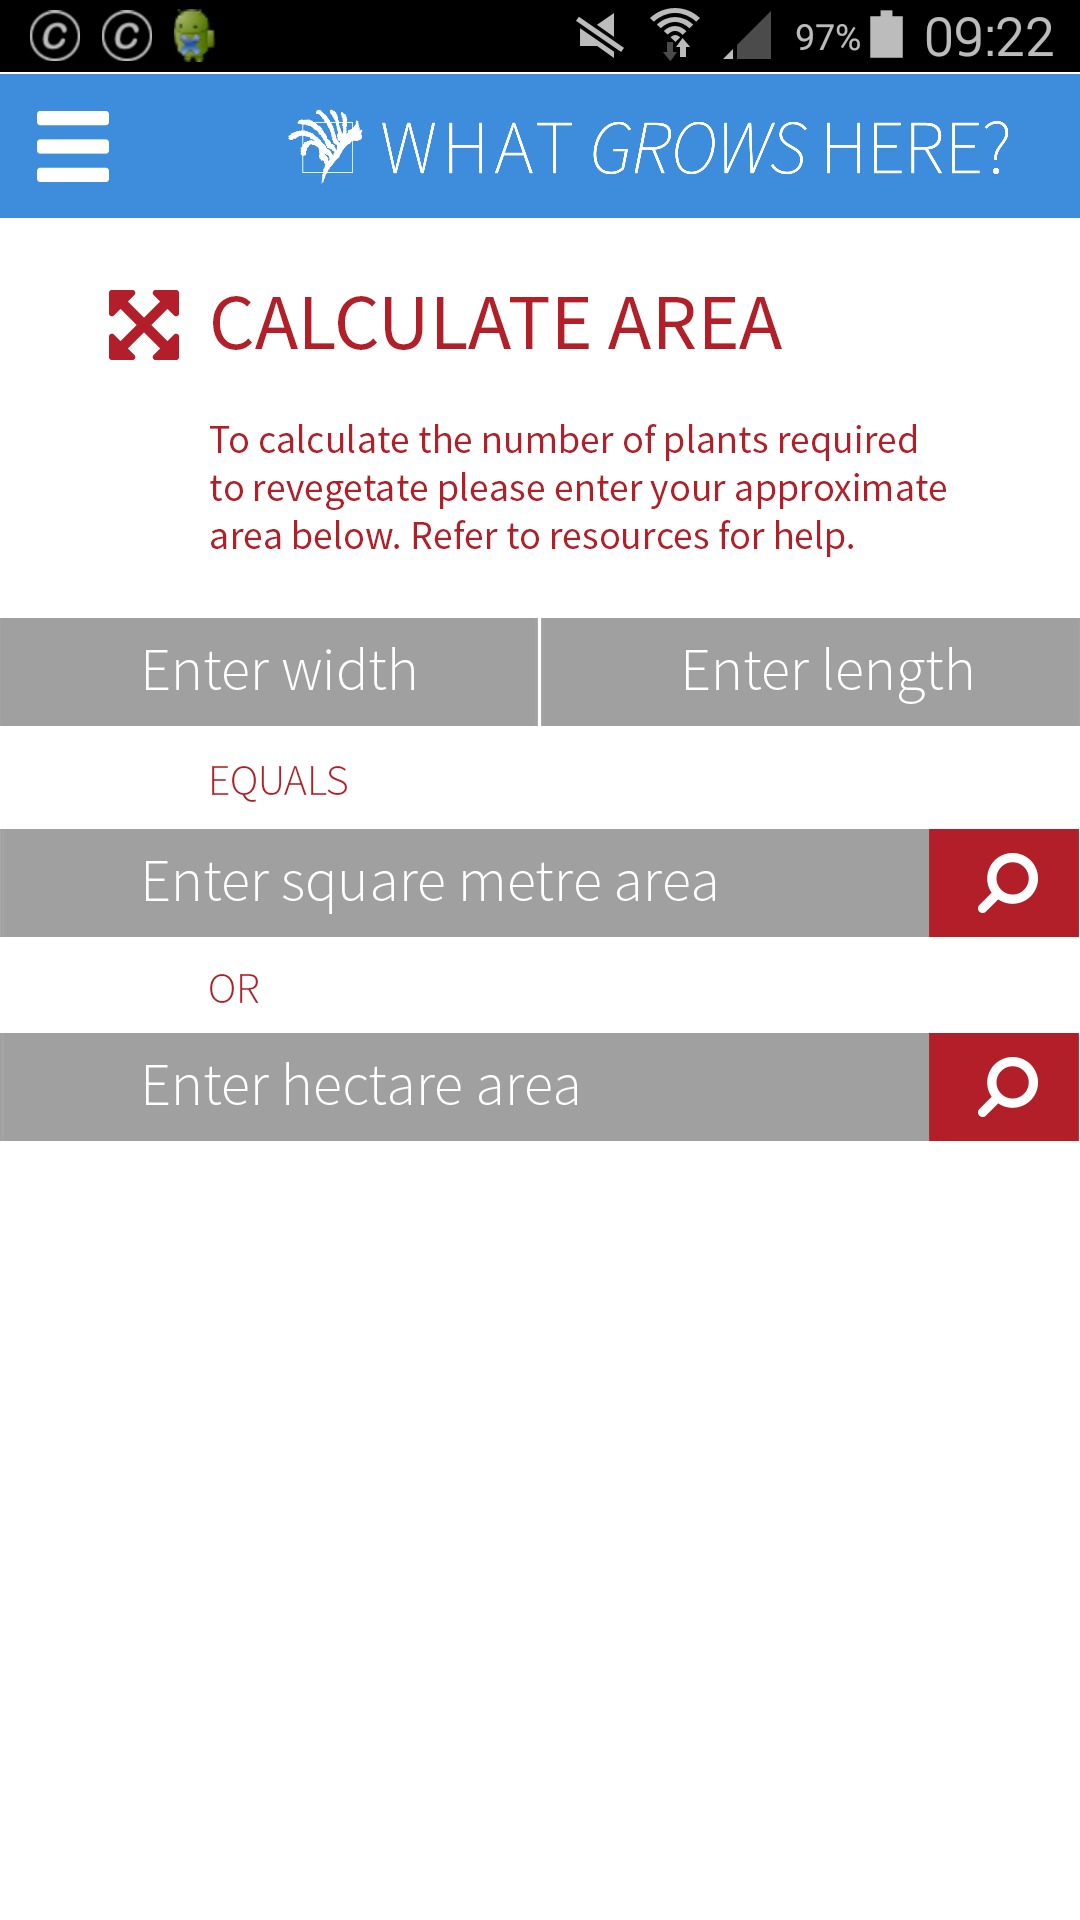 C C 97% 09:22
WHAT GROWS HERE?
CALCULATE AREA
To calculate the number of plants required
to revegetate please enter your approximate
area below. Refer to resources for help.
Enter width Enter length
EQUALS
Enter square metre area
OR
Enter hectare area